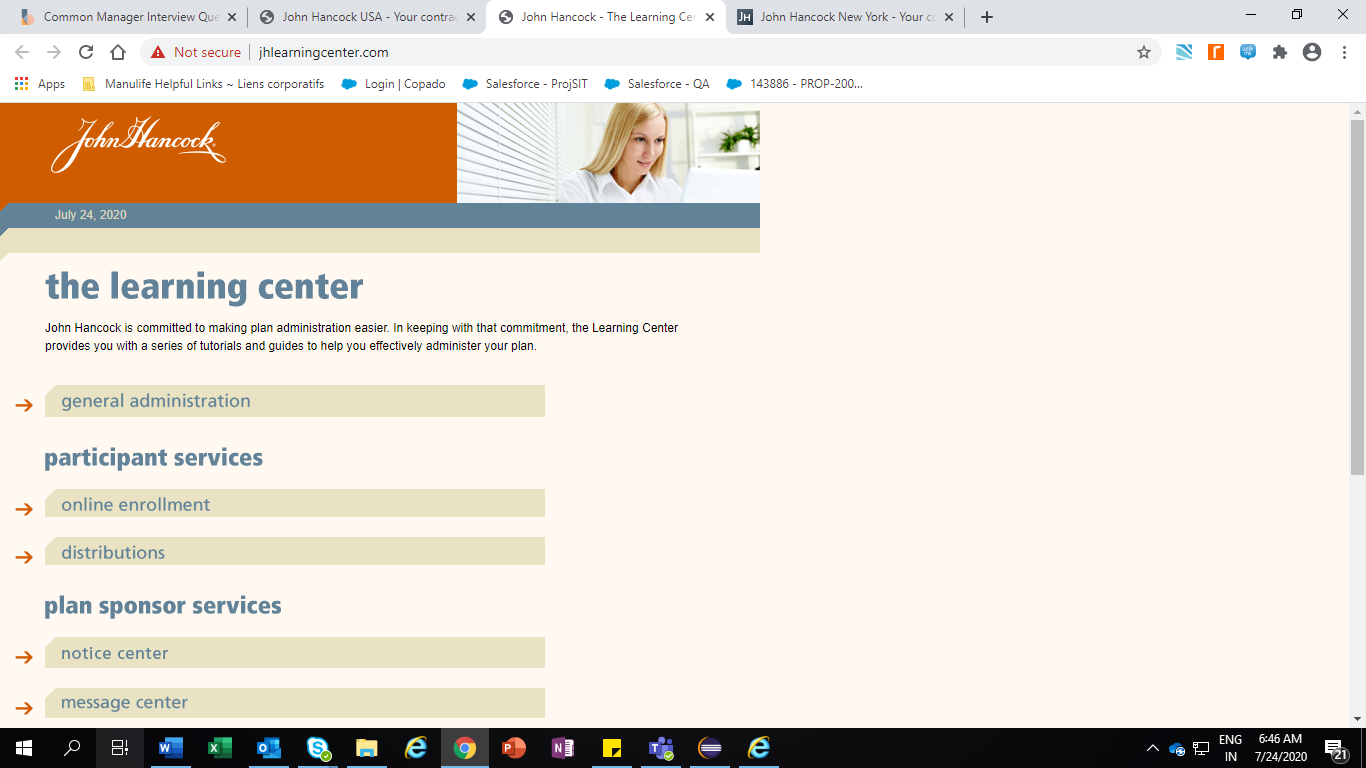 Common Manager Interview Que
John Hancock USA - Your contrac
John Hancock - The Learning Cen
John Hancock New York - Your co
Not secure
jhlearningcenter.com
Apps
Manulife Helpful Links ~ Liens corporatifs
Login | Copado
Salesforce - ProjSIT
Salesforce - QA
143886 - PROP-200...
John Hancock
July 24, 2020
the learning center
John Hancock is committed to making plan administration easier. In keeping with that commitment, the Learning Center
provides you with a series of tutorials and guides to help you effectively administer your plan.
general administration
participant services
online enrollment
distributions
plan sponsor services
notice center
message center
ENG
IN
6:46 AM
7/24/2020
21